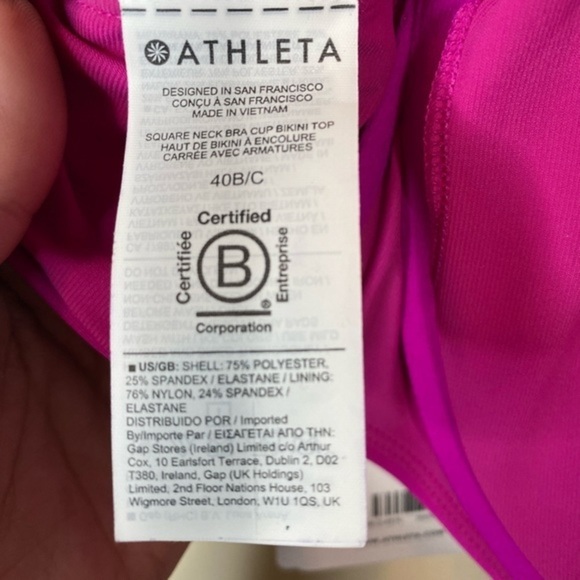 ATHLETA
DESIGNED IN SAN FRANCISCO
CONÇU À SAN FRANCISCO
MADE IN VIETNAM
SQUARE NECK BRA CUP BIKINI TOP
HAUT DE BIKINI À ENCOLURE
CARRÉE AVEC ARMATURES
40B/C
Certified
Certifiée
B
Entreprise
®
Corporation
■ US/GB: SHELL: 75% POLYESTER,
25% SPANDEX / ELASTANE / LINING:
76% NYLON, 24% SPANDEX /
ELASTANE
DISTRIBUIDO POR / Imported
By/Importe Par / ΕΙΣΑΓΕΤΑΙ ΑΠΟ ΤΗΝ:
Gap Stores (Ireland) Limited c/o Arthur
Cox, 10 Earlsfort Terrace, Dublin 2, D02
T380, Ireland, Gap (UK Holdings)
Limited, 2nd Floor Nations House, 103
Wigmore Street, London, W1U 1QS, UK